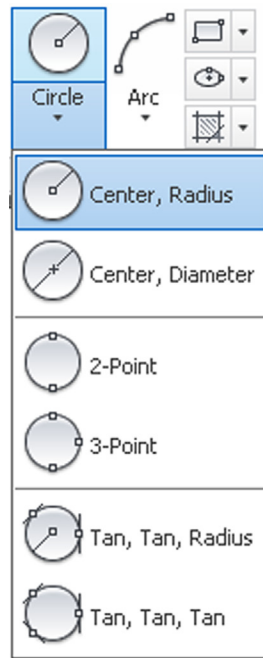 Circle
Arc
Center, Radius
Center, Diameter
2-Point
3-Point
Tan, Tan, Radius
Tan, Tan, Tan